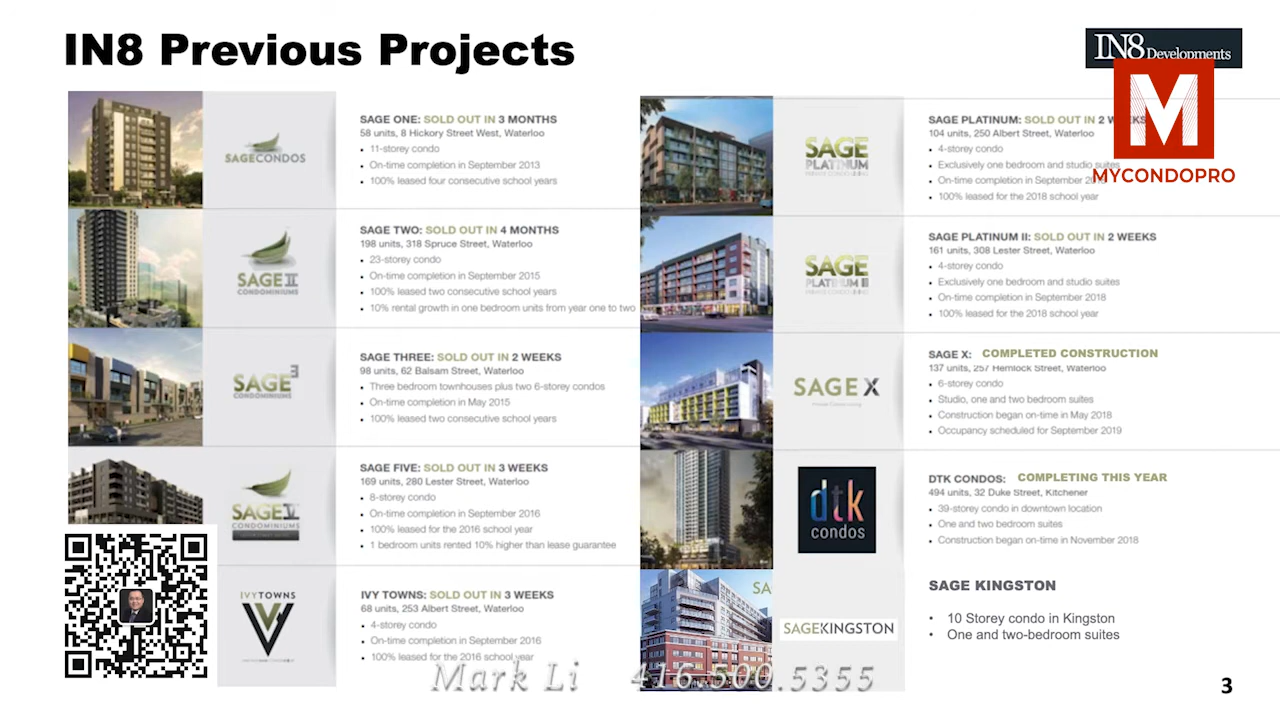 IN8 Previous Projects
IN8 Developments
MYCONDOPRO
SAGECONDOS
SAGE ONE: SOLD OUT IN 3 MONTHS
58 units, 8 Hickory Street West, Waterloo
• 11-storey condo
• On-time completion in September 2013
• 100% leased four consecutive school years
SAGE II
CONDOMINIUMS
SAGE TWO: SOLD OUT IN 4 MONTHS
198 units, 318 Spruce Street, Waterloo
• 23-storey condo
• On-time completion in September 2015
• 100% leased two consecutive school years
• 10% rental growth in one bedroom units from year one to two
SAGE 3
CONDOMINIUMS
SAGE THREE: SOLD OUT IN 2 WEEKS
98 units, 62 Balsam Street, Waterloo
• Three bedroom townhouses plus two 6-storey condos
• On-time completion in May 2015
• 100% leased two consecutive school years
SAGE V
CONDOMINIUMS
SAGE FIVE: SOLD OUT IN 3 WEEKS
169 units, 280 Lester Street, Waterloo
• 8-storey condo
• On-time completion in September 2016
• 100% leased for the 2016 school year
• 1 bedroom units rented 10% higher than lease guarantee
IVYTOWNS
IVY TOWNS: SOLD OUT IN 3 WEEKS
68 units, 253 Albert Street, Waterloo
• 4-storey condo
• On-time completion in September 2016
• 100% leased for the 2016 school year
SAGE
PLATINUM
SAGE PLATINUM: SOLD OUT IN 2 WEEKS
104 units, 250 Albert Street, Waterloo
• 4-storey condo
• Exclusively one bedroom and studio suites
• On-time completion in September
• 100% leased for the 2018 school year
SAGE
PLATINUM II
SAGE PLATINUM II: SOLD OUT IN 2 WEEKS
161 units, 308 Lester Street, Waterloo
• 4-storey condo
• Exclusively one bedroom and studio suites
• On-time completion in September 2018
• 100% leased for the 2018 school year
SAGE X
SAGE X: COMPLETED CONSTRUCTION
137 units, 257 Hemlock Street, Waterloo
• 6-storey condo
• Studio, one and two bedroom suites
• Construction began on-time in May 2018
• Occupancy scheduled for September 2019
dtk
condos
DTK CONDOS: COMPLETING THIS YEAR
494 units, 32 Duke Street, Kitchener
• 39-storey condo in downtown location
• One and two bedroom suites
• Construction began on-time in November 2018
SA
SAGEKINGSTON
SAGE KINGSTON
• 10 Storey condo in Kingston
• One and two-bedroom suites
Mark Li 416.500.5355
3